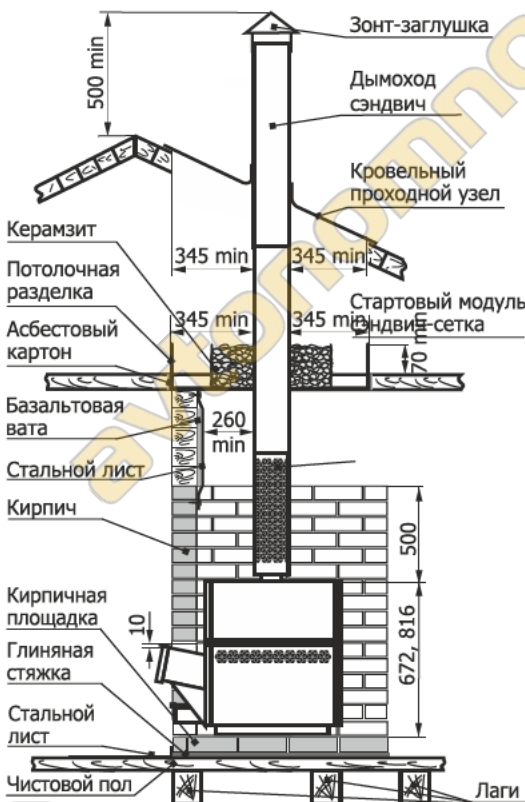 500 min
Зонт-заглушка
Дымоход
сэндвич
Кровельный
проходной узел
Керамзит
345 min
345 min
Потолочная
разделка
Стартовый модуль
сэндвич-сетка
345 min
345 min
70 min
Асбестовый
картон
Базальтовая
вата
260
min
Стальной лист
Кирпич
500
Кирпичная
площадка
10
672, 816
Глиняная
стяжка
Стальной
лист
Чистовой пол
Лаги
avtonomno